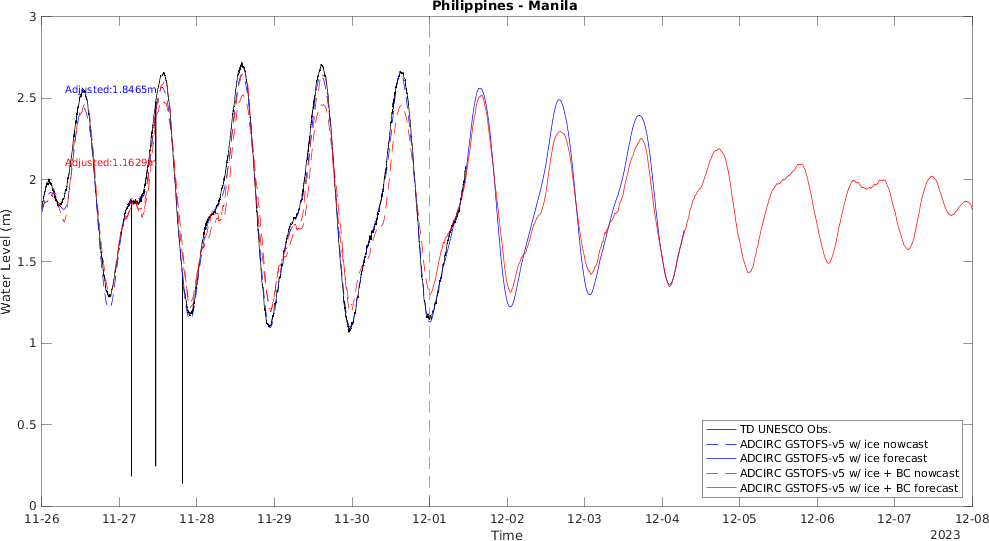 Philippines - Manila
3
2.5
2
1.5
1
0.5
0
Water Level (m)
Adjusted:1.8465m
Adjusted:1.1629m
TD UNESCO Obs.
ADCIRC GSTOFS-v5 w/ ice nowcast
ADCIRC GSTOFS-v5 w/ ice forecast
ADCIRC GSTOFS-v5 w/ ice + BC nowcast
ADCIRC GSTOFS-v5 w/ ice + BC forecast
11-26 11-27 11-28 11-29 11-30 12-01 12-02 12-03 12-04 12-05 12-06 12-07 12-08
Time
2023